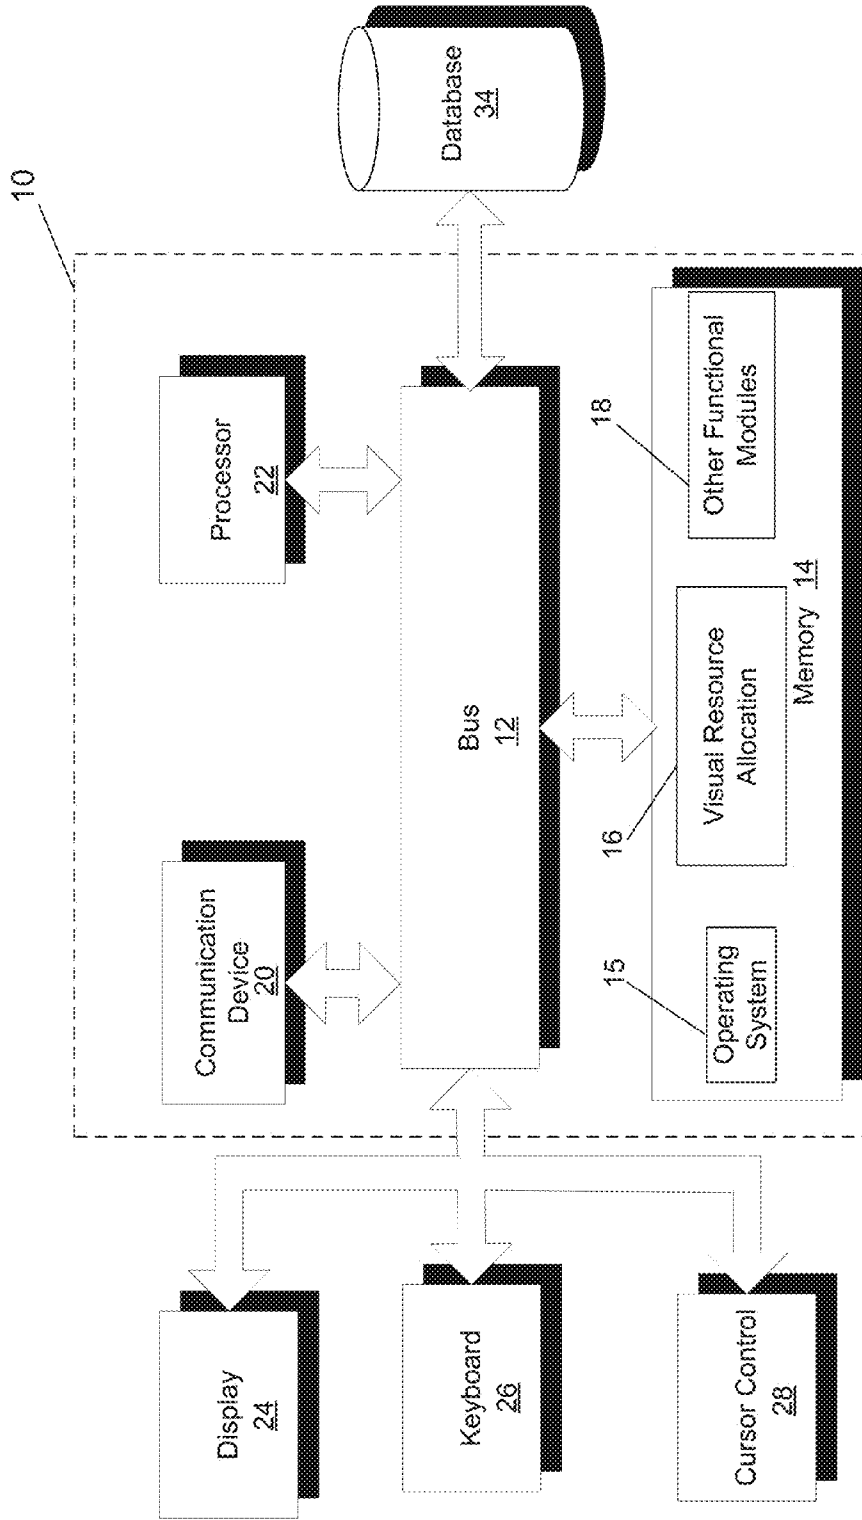 10
Display
24
Keyboard
26
Cursor Control
28
Communication
Device
20
Processor
22
Bus
12
Database
34
15
Operating
System
16
Visual Resource
Allocation
18
Other Functional
Modules
Memory 14